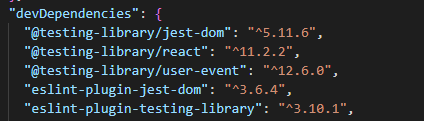 "devDependencies": {
"@testing-library/jest-dom": "^5.11.6",
"@testing-library/react": "^11.2.2",
"@testing-library/user-event": "^12.6.0",
"eslint-plugin-jest-dom": "^3.6.4",
"eslint-plugin-testing-library": "^3.10.1",